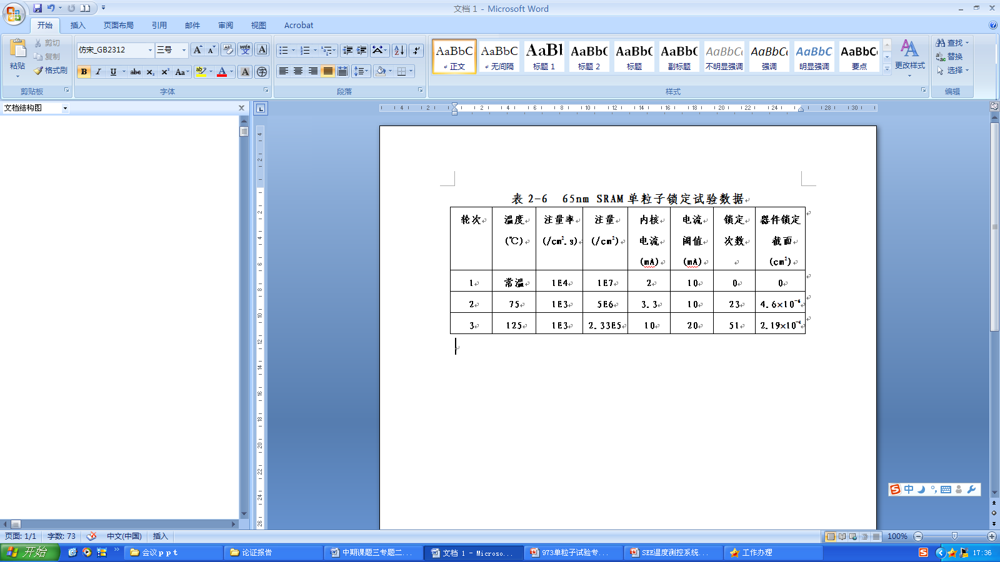 文档 1 - Microsoft Word
开始 插入 页面布局 引用 邮件 审阅 视图 Acrobat
粘贴 剪切 复制 格式刷
仿宋_GB2312 三号
AaBbC AaBbC AaBb AaBbC AaBbC AaBbC AaBbCc AaBbCc AaBbC AaBbCc
正文 无间隔 标题 1 标题 2 标题 副标题 不明显强调 强调 明显强调 要点
更改样式 查找 替换 选择
剪贴板 字体 段落 样式 编辑
文档结构图
表 2-6 65nm SRAM 单粒子锁定试验数据
轮次 温度 (℃) 注量率 (/cm².s) 注量 (/cm²) 内核 电流 (mA) 电流 阈值 (mA) 锁定 次数 器件锁定 截面 (cm²)
1 常温 1E4 1E7 2 10 0 0
2 75 1E3 5E6 3.3 10 23 4.6×10⁻⁶
3 125 1E3 2.33E5 10 20 51 2.19×10⁻⁴
中
页面: 1/1 字数: 73 中文(中国) 插入 100%
开始 会议ppt 论证报告 中期课题三专题二... 文档 1 - Microso... 973单粒子试验专... SEE温度测控系统... 工作办理 17:36